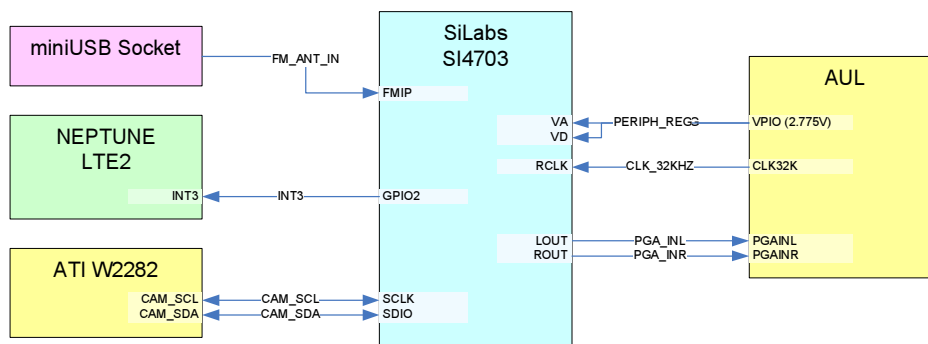 miniUSB Socket
FM_ANT_IN
NEPTUNE
LTE2
INT3
INT3
ATI W2282
CAM_SCL
CAM_SDA
CAM_SCL
CAM_SDA
SiLabs
SI4703
FMIP
VA
VD
RCLK
GPIO2
LOUT
ROUT
SCLK
SDIO
PERIPH_REG3
CLK_32KHZ
PGA_INL
PGA_INR
AUL
VPIO (2.775V)
CLK32K
PGAINL
PGAINR